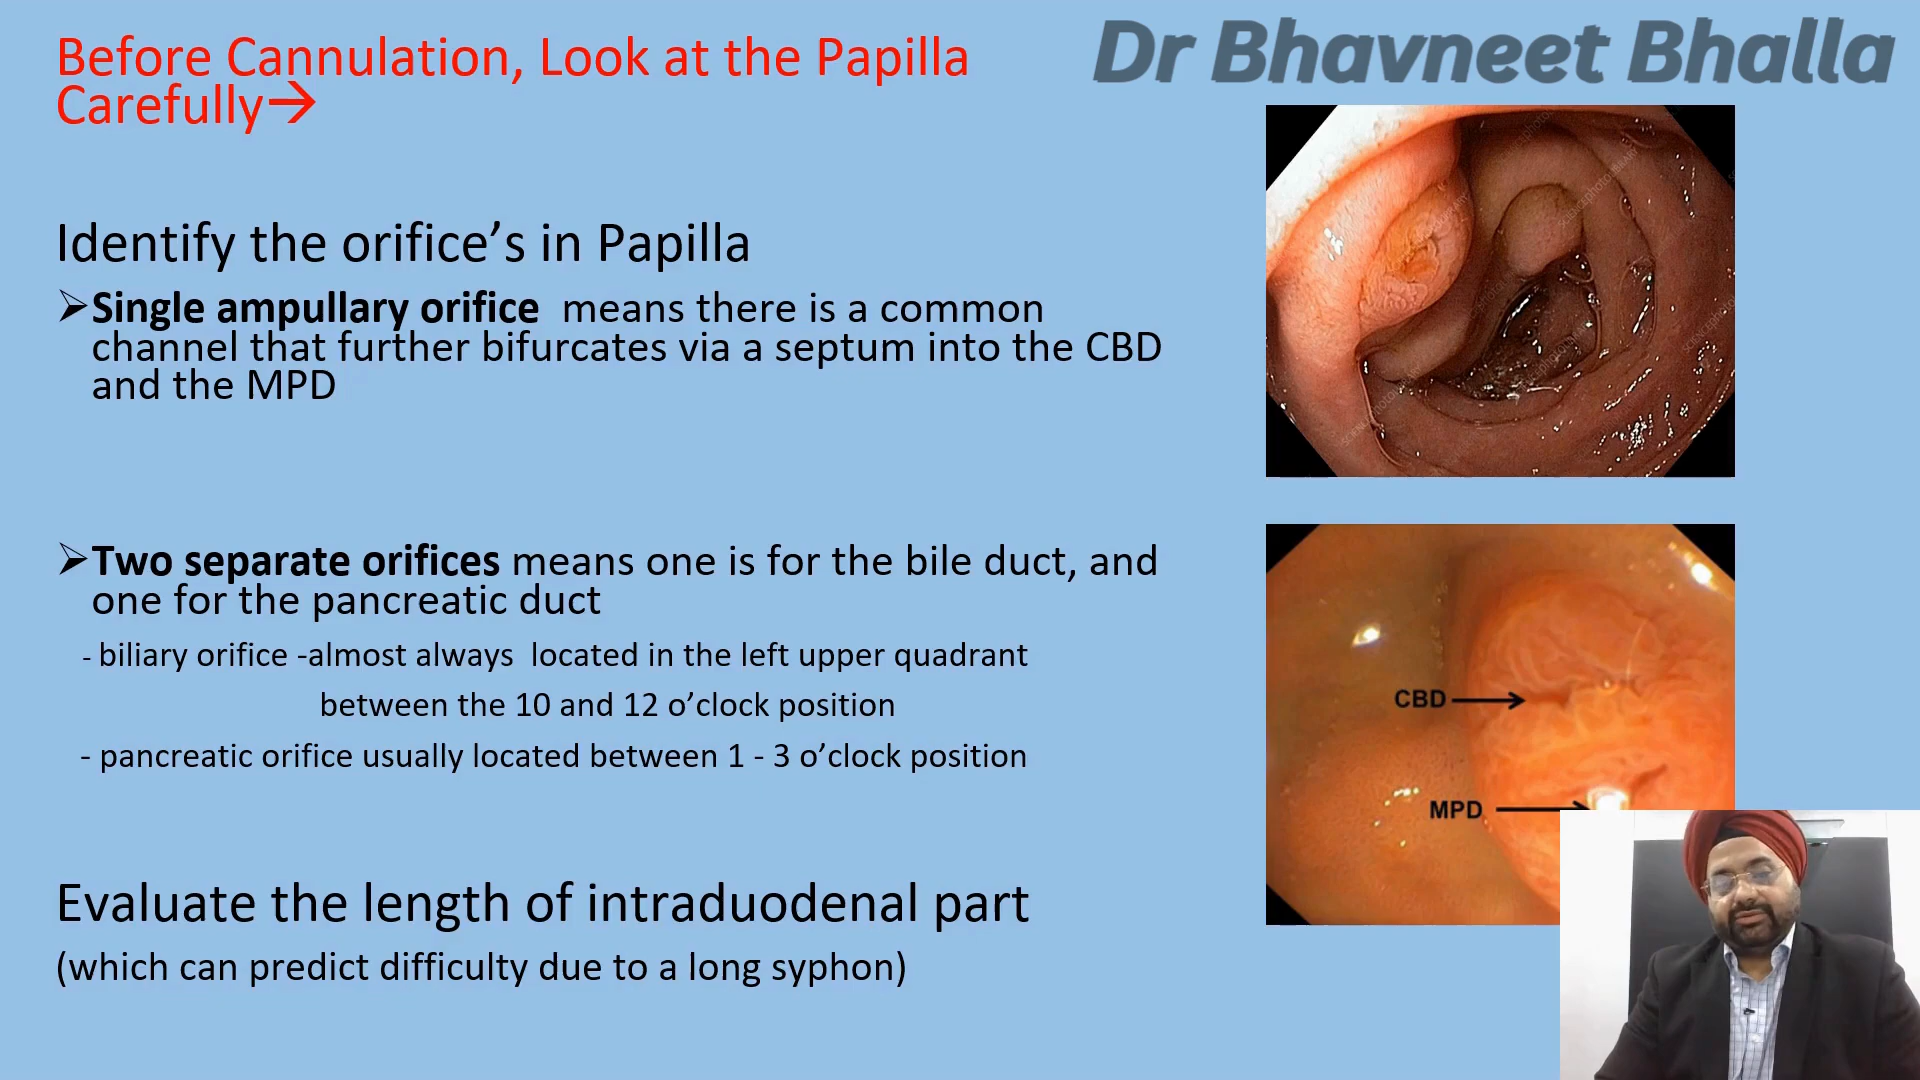 Before Cannulation, Look at the Papilla
Carefully→
Dr Bhavneet Bhalla
Identify the orifice’s in Papilla
➢Single ampullary orifice means there is a common
channel that further bifurcates via a septum into the CBD
and the MPD
➢Two separate orifices means one is for the bile duct, and
one for the pancreatic duct
- biliary orifice -almost always located in the left upper quadrant
between the 10 and 12 o’clock position
- pancreatic orifice usually located between 1 - 3 o’clock position
Evaluate the length of intraduodenal part
(which can predict difficulty due to a long syphon)
CBD
MPD